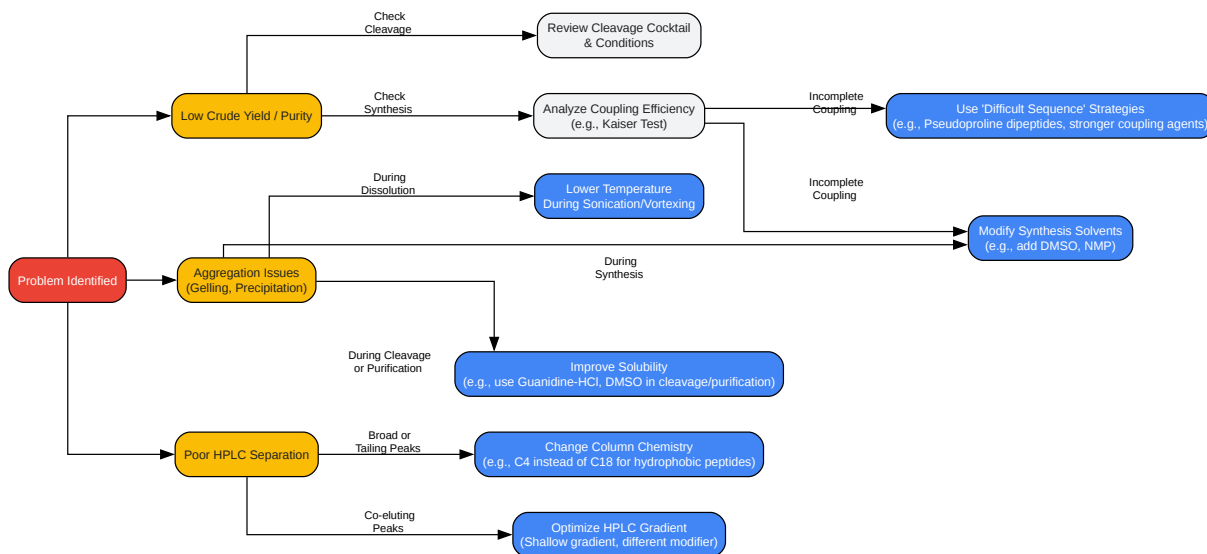 Check
Cleavage
Review Cleavage Cocktail
& Conditions
Low Crude Yield / Purity
Check
Synthesis
Analyze Coupling Efficiency
(e.g., Kaiser Test)
Incomplete
Coupling
Use 'Difficult Sequence' Strategies
(e.g., Pseudoproline dipeptides, stronger coupling agents)
During
Dissolution
Lower Temperature
During Sonication/Vortexing
Incomplete
Coupling
Modify Synthesis Solvents
(e.g., add DMSO, NMP)
Problem Identified
Aggregation Issues
(Gelling, Precipitation)
During
Synthesis
During Cleavage
or Purification
Improve Solubility
(e.g., use Guanidine-HCl, DMSO in cleavage/purification)
Poor HPLC Separation
Broad or
Tailing Peaks
Change Column Chemistry
(e.g., C4 instead of C18 for hydrophobic peptides)
Co-eluting
Peaks
Optimize HPLC Gradient
(Shallow gradient, different modifier)